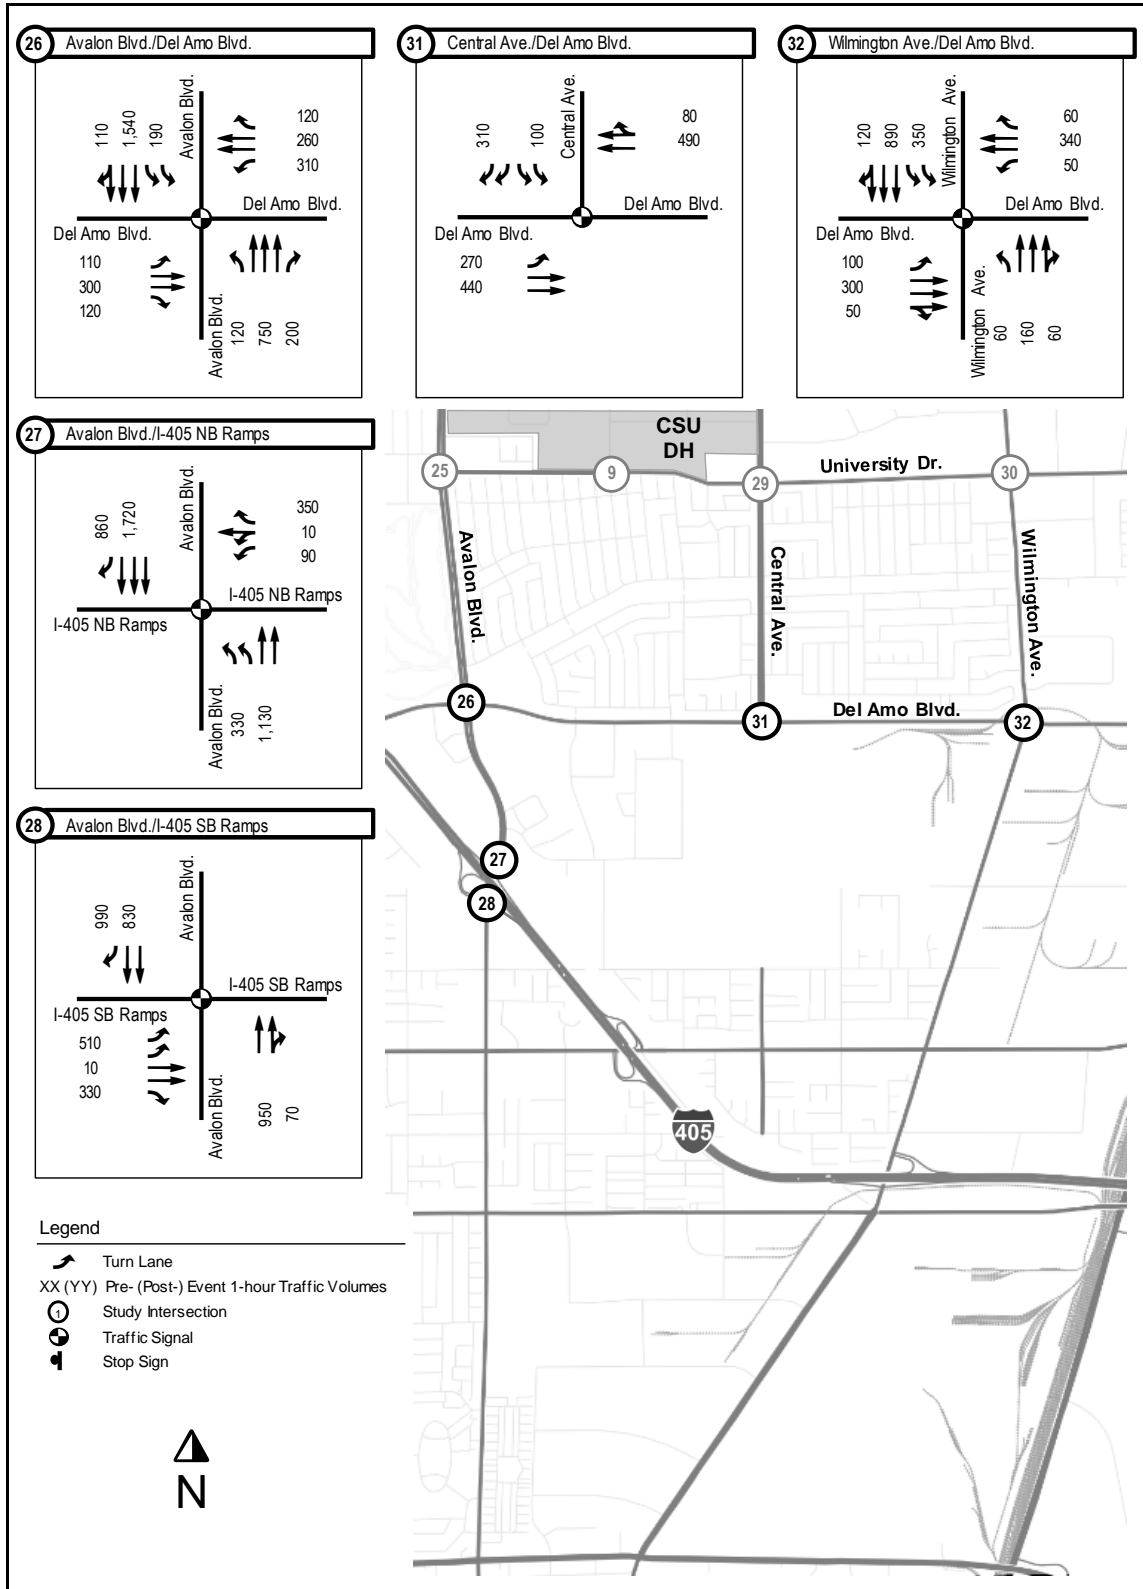 26 Avalon Blvd./Del Amo Blvd.
Avalon Blvd.
110 1,540 190
120
260
310
Del Amo Blvd.
Del Amo Blvd.
110
300
120
Avalon Blvd.
120 750 200
31 Central Ave./Del Amo Blvd.
Central Ave.
310 100
80
490
Del Amo Blvd.
Del Amo Blvd.
270
440
32 Wilmington Ave./Del Amo Blvd.
Wilmington Ave.
120 890 350
60
340
50
Del Amo Blvd.
Del Amo Blvd.
100
300
50
Wilmington Ave.
60 160 60
27 Avalon Blvd./I-405 NB Ramps
Avalon Blvd.
860 1,720
350
10
90
I-405 NB Ramps
I-405 NB Ramps
Avalon Blvd.
330 1,130
28 Avalon Blvd./I-405 SB Ramps
Avalon Blvd.
990 830
I-405 SB Ramps
I-405 SB Ramps
510
10
330
Avalon Blvd.
950 70
CSU
DH
25
9
29
University Dr.
30
Avalon Blvd.
Central Ave.
Wilmington Ave.
26
31
Del Amo Blvd.
32
27
28
405
Legend
Turn Lane
XX (YY) Pre- (Post-) Event 1-hour Traffic Volumes
1 Study Intersection
Traffic Signal
Stop Sign
N